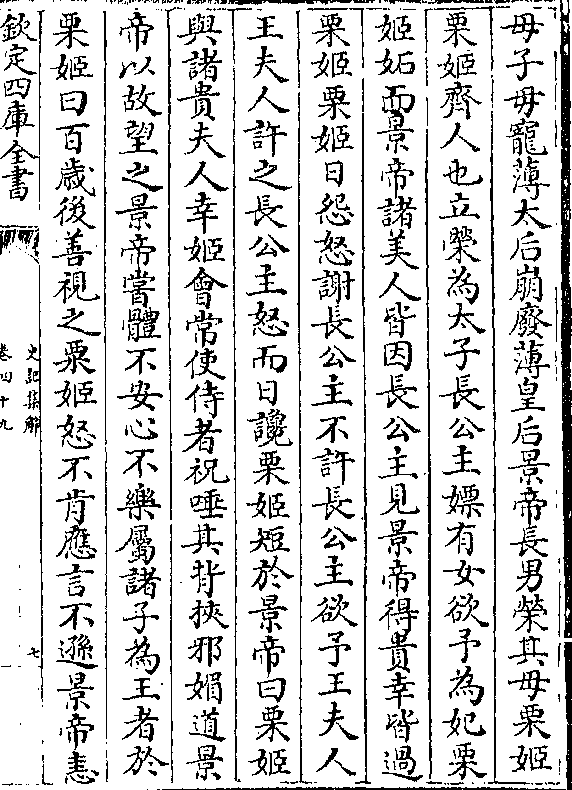 母子母寵薄太后崩廢薄皇后景帝長男榮其母栗姬
栗姬齊人也立榮為太子長公主嫖有女欲予為妃栗
姬妬而景帝諸美人皆因長公主見景帝得貴幸皆過
栗姬栗姬日怨怒謝長公主不許長公主欲予王夫人
王夫人許之長公主怒而日讒栗姬短於景帝曰栗姬
與諸貴夫人幸姬會常使侍者祝唾其背挾邪媚道景
帝以故望之景帝嘗體不安心不樂屬諸子為王者於
栗姬曰百歳後善視之栗姬怒不肯應言不遜景帝恚
欽定四庫全書
史記集解
卷四十九
七